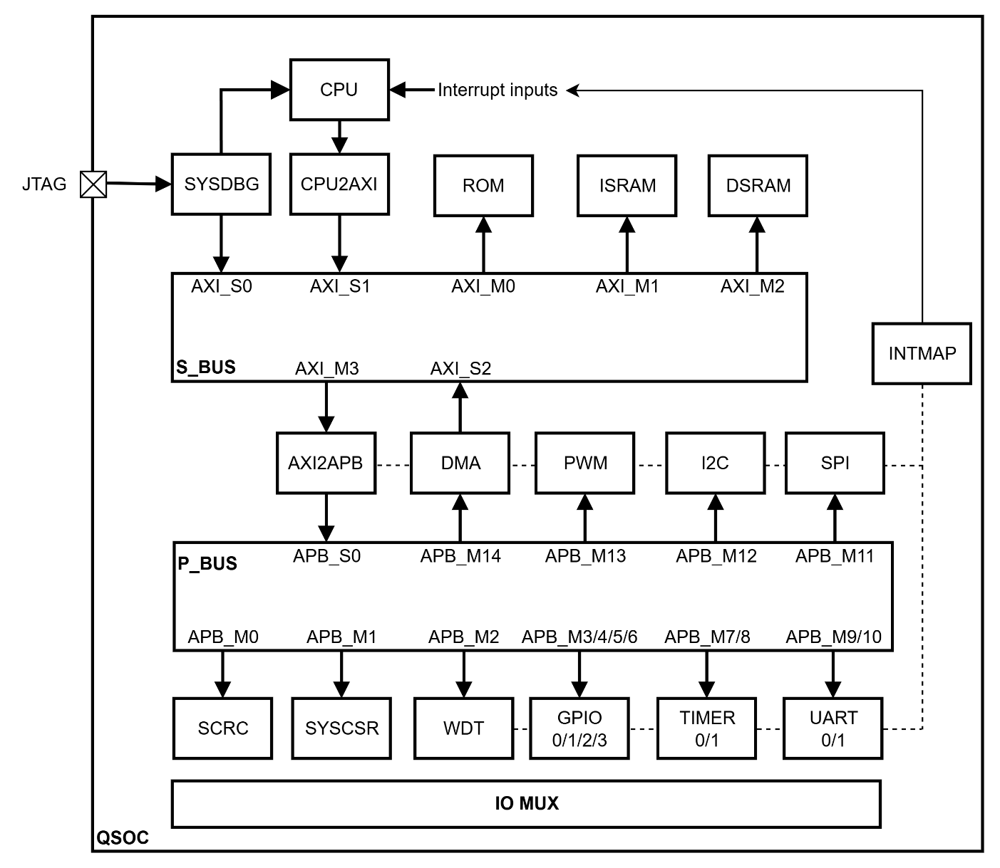 CPU
Interrupt inputs
JTAG
SYSDBG
CPU2AXI
ROM
ISRAM
DSRAM
AXI_S0
AXI_S1
AXI_M0
AXI_M1
AXI_M2
INTMAP
S_BUS
AXI_M3
AXI_S2
AXI2APB
DMA
PWM
I2C
SPI
P_BUS
APB_S0
APB_M14
APB_M13
APB_M12
APB_M11
APB_M0
APB_M1
APB_M2
APB_M3/4/5/6
APB_M7/8
APB_M9/10
SCRC
SYSCSR
WDT
GPIO
0/1/2/3
TIMER
0/1
UART
0/1
IO MUX
QSOC